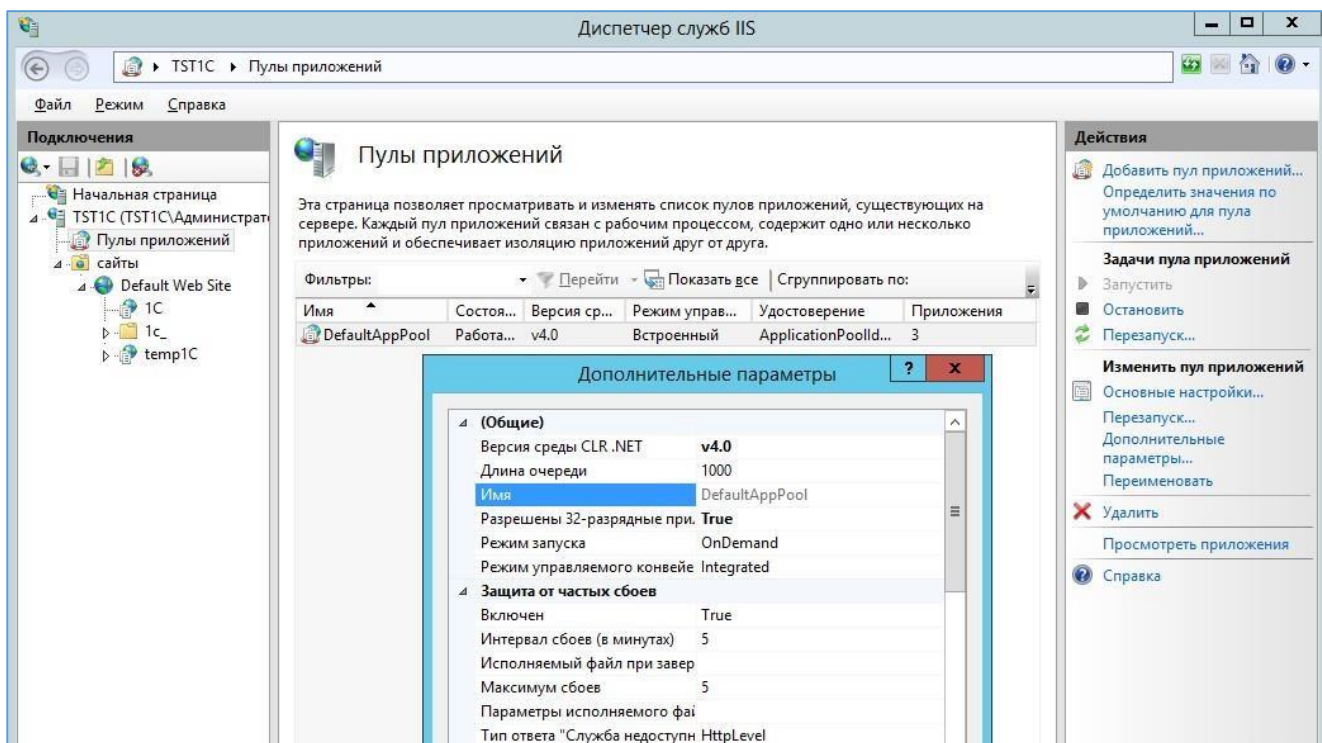 Диспетчер служб IIS
TST1C ▸ Пулы приложений
Файл Режим Справка
Подключения
Начальная страница
TST1C (TST1C\Администрат
Пулы приложений
сайты
Default Web Site
1C
1c_
temp1C
Пулы приложений
Эта страница позволяет просматривать и изменять список пулов приложений, существующих на
сервере. Каждый пул приложений связан с рабочим процессом, содержит одно или несколько
приложений и обеспечивает изоляцию приложений друг от друга.
Фильтры: Перейти Показать все Сгруппировать по:
Имя Состоя... Версия ср... Режим управ... Удостоверение Приложения
DefaultAppPool Работа... v4.0 Встроенный ApplicationPoolId... 3
Дополнительные параметры ? x
(Общие)
Версия среды CLR .NET v4.0
Длина очереди 1000
Имя DefaultAppPool
Разрешены 32-разрядные при. True
Режим запуска OnDemand
Режим управляемого конвейе Integrated
Защита от частых сбоев
Включен True
Интервал сбоев (в минутах) 5
Исполняемый файл при завер
Максимум сбоев 5
Параметры исполняемого фай
Тип ответа "Служба недоступн HttpLevel
Действия
Добавить пул приложений...
Определить значения по
умолчанию для пула
приложений...
Задачи пула приложений
Запустить
Остановить
Перезапуск...
Изменить пул приложений
Основные настройки...
Перезапуск...
Дополнительные
параметры...
Переименовать
Удалить
Просмотреть приложения
Справка